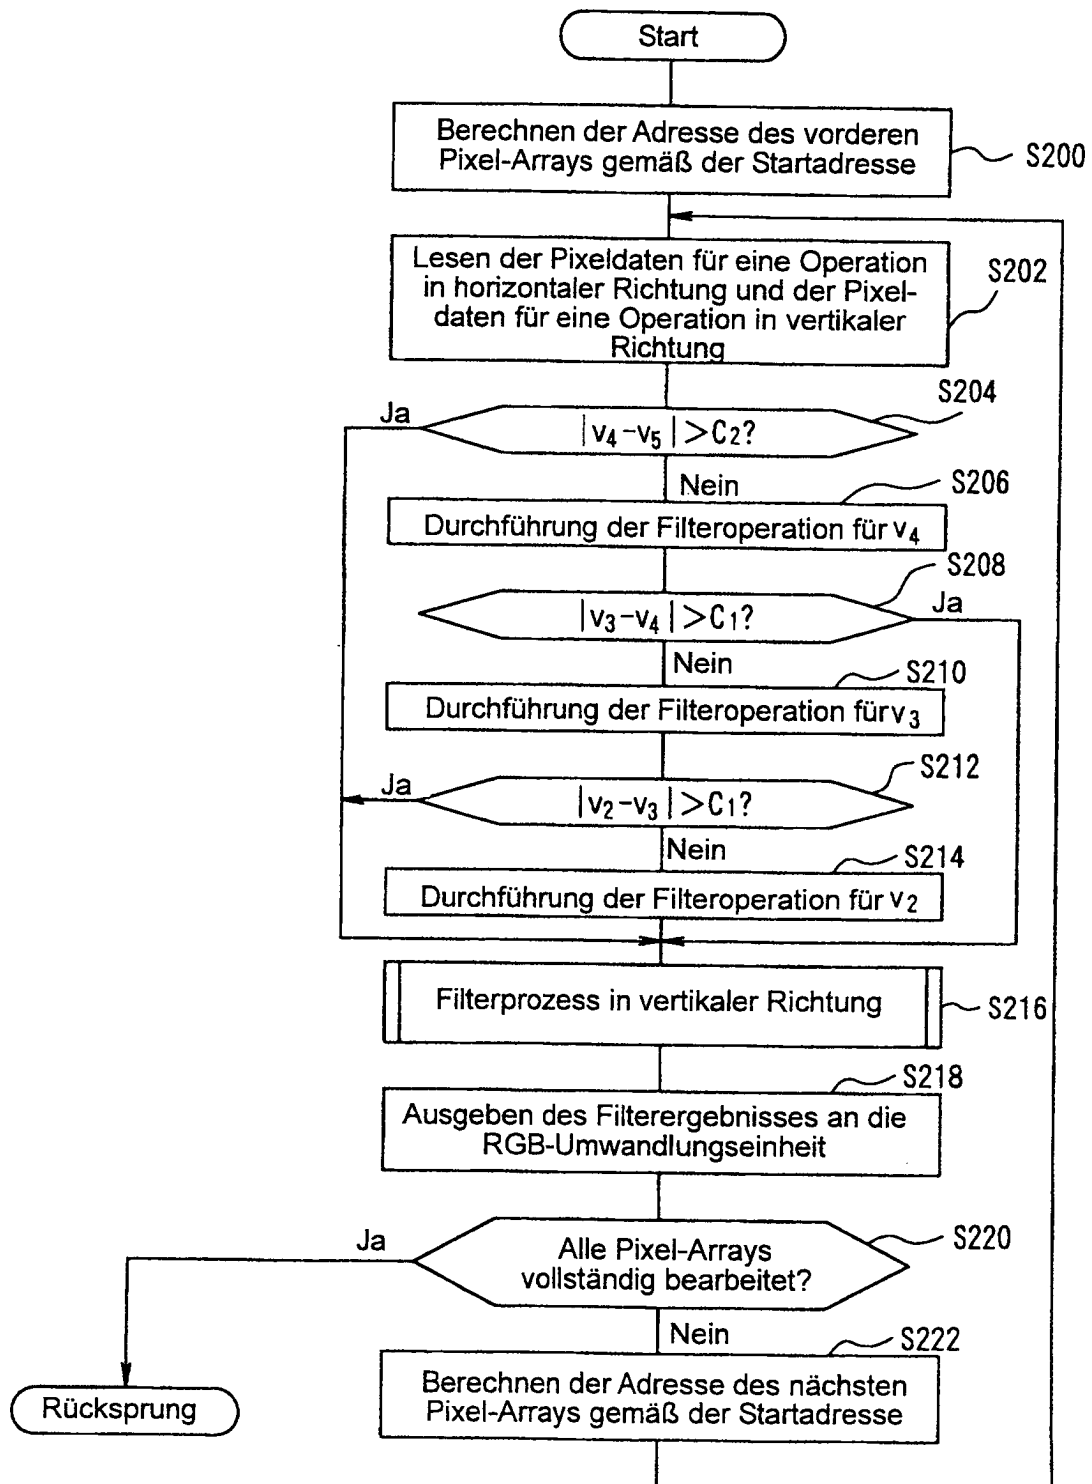 Start
Berechnen der Adresse des vorderen
Pixel-Arrays gemäß der Startadresse
S200
Lesen der Pixeldaten für eine Operation
in horizontaler Richtung und der Pixel-
daten für eine Operation in vertikaler
Richtung
S202
S204
Ja
|v₄-v₅|>C₂?
Nein
S206
Durchführung der Filteroperation für v₄
S208
|v₃-v₄|>C₁?
Ja
Nein
S210
Durchführung der Filteroperation für v₃
S212
Ja
|v₂-v₃|>C₁?
Nein
S214
Durchführung der Filteroperation für v₂
Filterprozess in vertikaler Richtung
S216
S218
Ausgeben des Filterergebnisses an die
RGB-Umwandlungseinheit
S220
Ja
Alle Pixel-Arrays
vollständig bearbeitet?
Nein
S222
Berechnen der Adresse des nächsten
Pixel-Arrays gemäß der Startadresse
Rücksprung